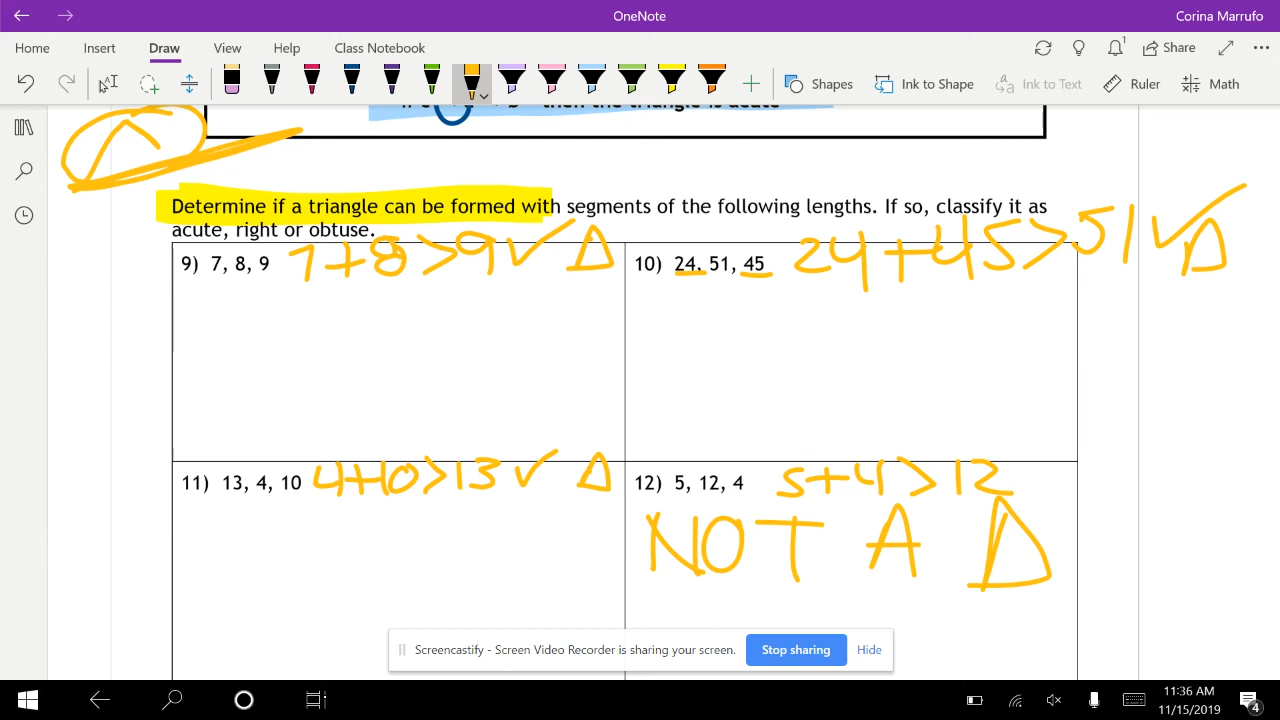 OneNote
Corina Marrufo
Home Insert Draw View Help Class Notebook
1 Share
Shapes Ink to Shape Ink to Text Ruler Math
then the triangle is acute
Determine if a triangle can be formed with segments of the following lengths. If so, classify it as
acute, right or obtuse.
9) 7, 8, 9 7+8>9✓ Δ
10) 24, 51, 45 24+45>51✓ Δ
11) 13, 4, 10 4+10>13✓ Δ
12) 5, 12, 4 5+4>12
NOT A Δ
Screencastify - Screen Video Recorder is sharing your screen. Stop sharing Hide
11:36 AM
11/15/2019
4